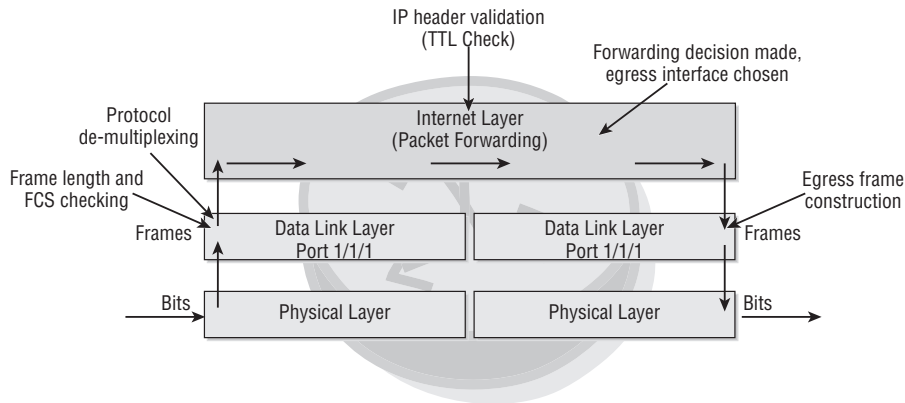 IP header validation
(TTL Check)
Forwarding decision made,
egress interface chosen
Protocol
de-multiplexing
Internet Layer
(Packet Forwarding)
Frame length and
FCS checking
Egress frame
construction
Frames
Data Link Layer
Port 1/1/1
Data Link Layer
Port 1/1/1
Frames
Bits
Physical Layer
Physical Layer
Bits